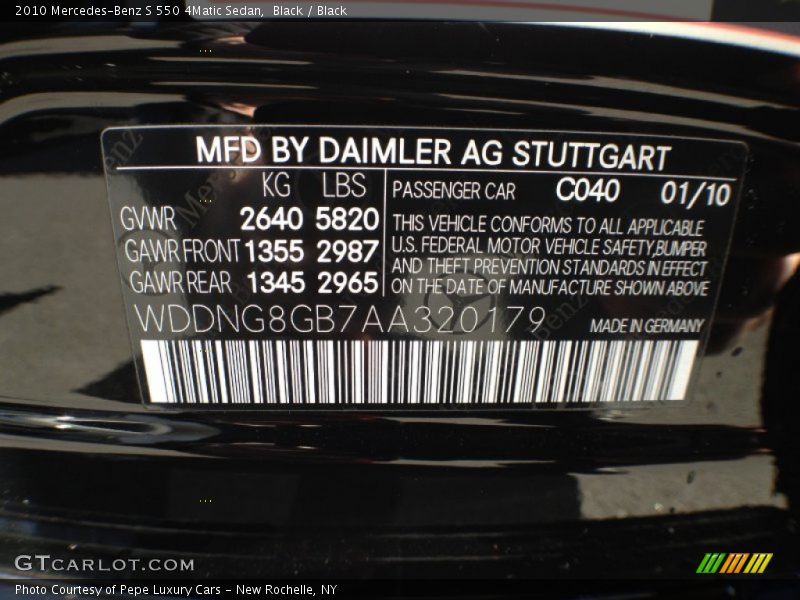 2010 Mercedes-Benz S 550 4Matic Sedan,  Black / Black
MFD BY DAIMLER AG STUTTGART
KG LBS
GVWR 2640 5820
GAWR FRONT 1355 2987
GAWR REAR 1345 2965
PASSENGER CAR C040 01/10
THIS VEHICLE CONFORMS TO ALL APPLICABLE
U.S. FEDERAL MOTOR VEHICLE SAFETY,BUMPER
AND THEFT PREVENTION STANDARDS IN EFFECT
ON THE DATE OF MANUFACTURE SHOWN ABOVE
WDDNG8GB7AA320179
MADE IN GERMANY
GTCARLOT.COM
Photo Courtesy of Pepe Luxury Cars - New Rochelle, NY